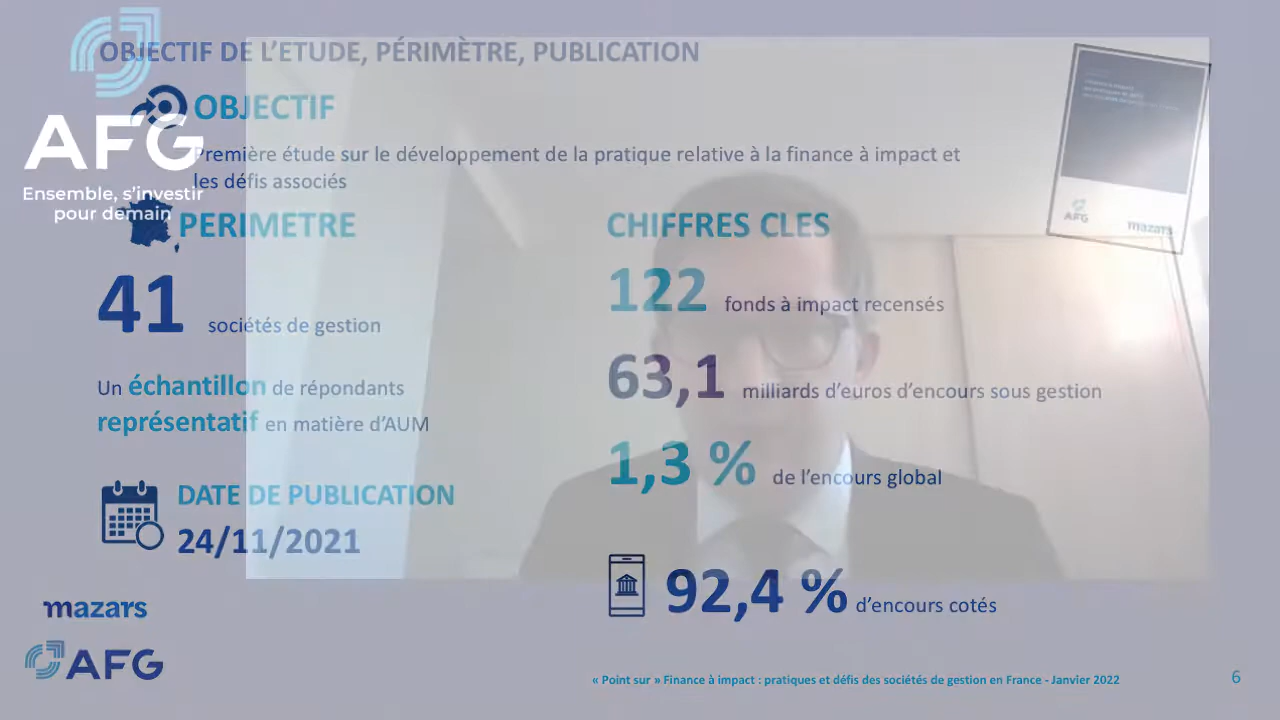 OBJECTIF DE L’ETUDE, PÉRIMÈTRE, PUBLICATION
AFG
Ensemble, s’investir
pour demain
OBJECTIF
Première étude sur le développement de la pratique relative à la finance à impact et
les défis associés
PERIMETRE
41 sociétés de gestion
Un échantillon de répondants
représentatif en matière d’AUM
DATE DE PUBLICATION
24/11/2021
CHIFFRES CLES
122 fonds à impact recensés
63,1 milliards d’euros d’encours sous gestion
1,3 % de l’encours global
92,4 % d’encours cotés
AFG
mazars
mazars
AFG
« Point sur » Finance à impact : pratiques et défis des sociétés de gestion en France - Janvier 2022
6